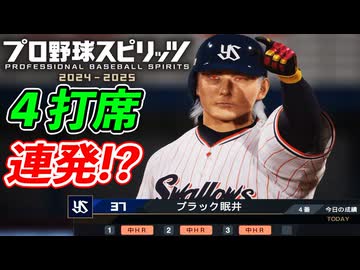 プロ野球スピリッツ
PROFESSIONAL BASEBALL SPIRITS
2024-2025
4打席
連発!?
YS
Swallows
YS 37 ブラック眠井 4番 今日の成績
TODAY
1 中HR 2 中HR 3 中HR